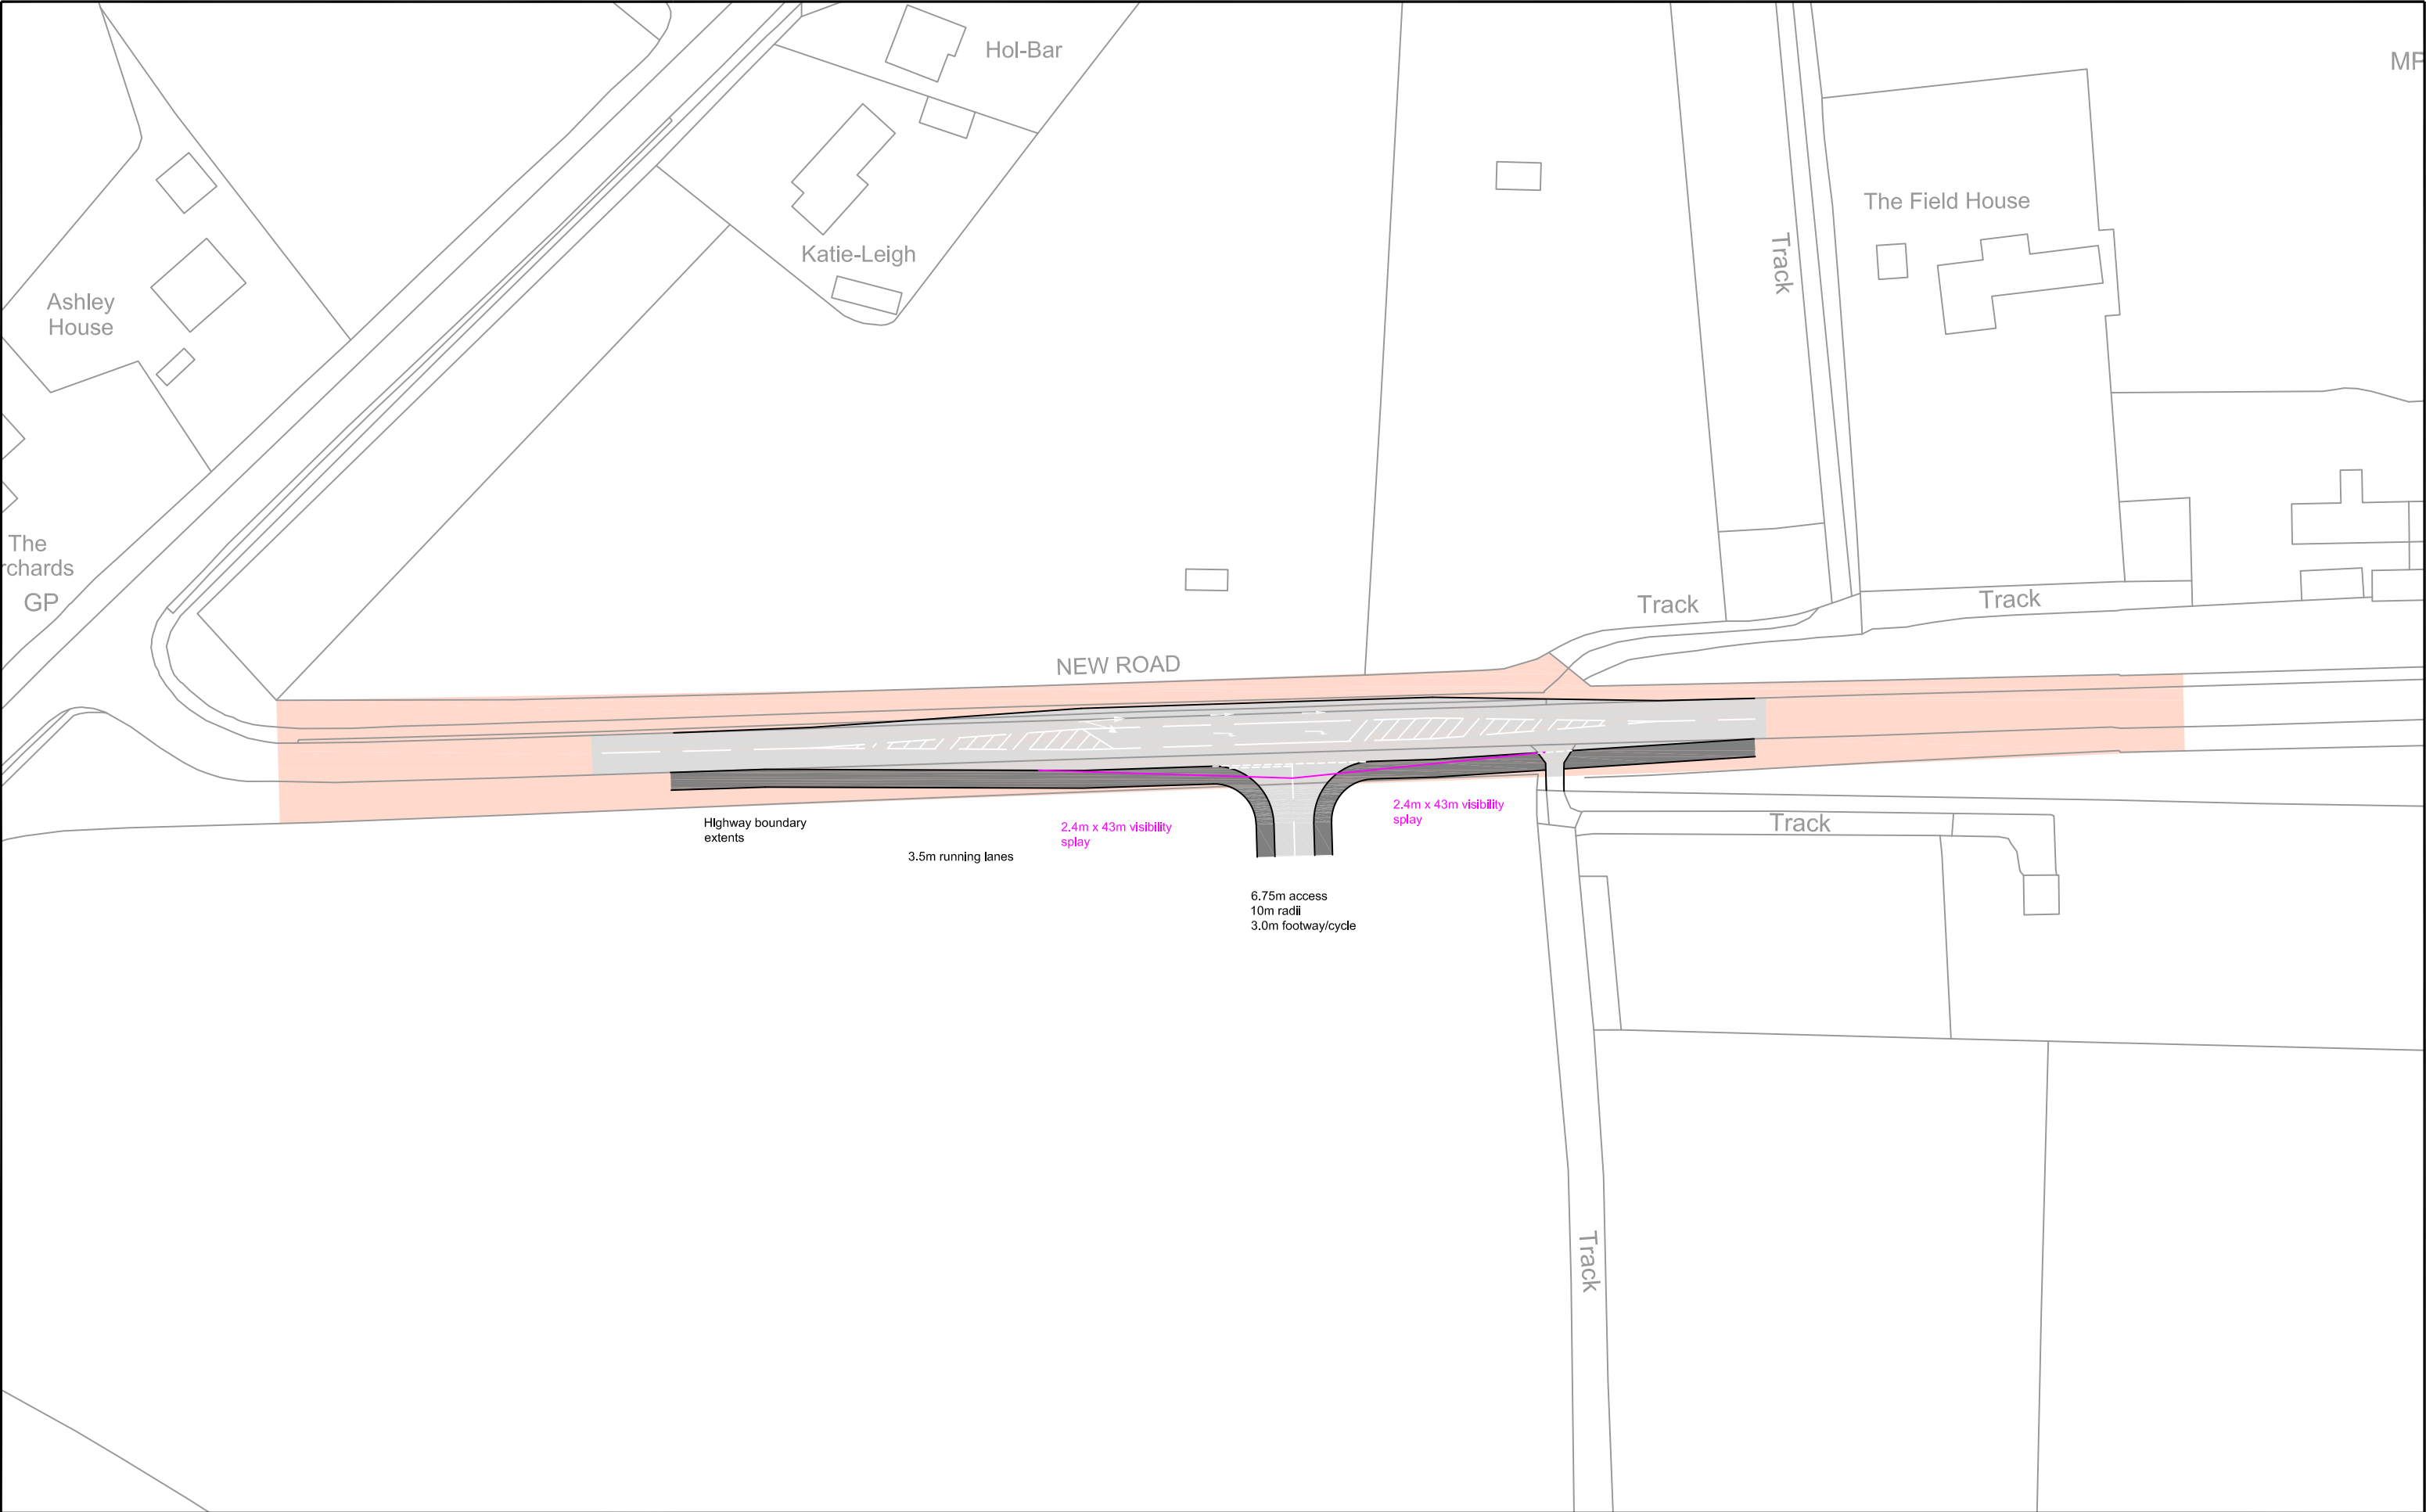 Hol-Bar
MP
The Field House
Track
Katie-Leigh
Ashley
House
The
rchards
GP
Track
Track
NEW ROAD
HIghway boundary
extents
2.4m x 43m visibility
splay
2.4m x 43m visibility
splay
Track
3.5m running lanes
6.75m access
10m radii
3.0m footway/cycle
Track